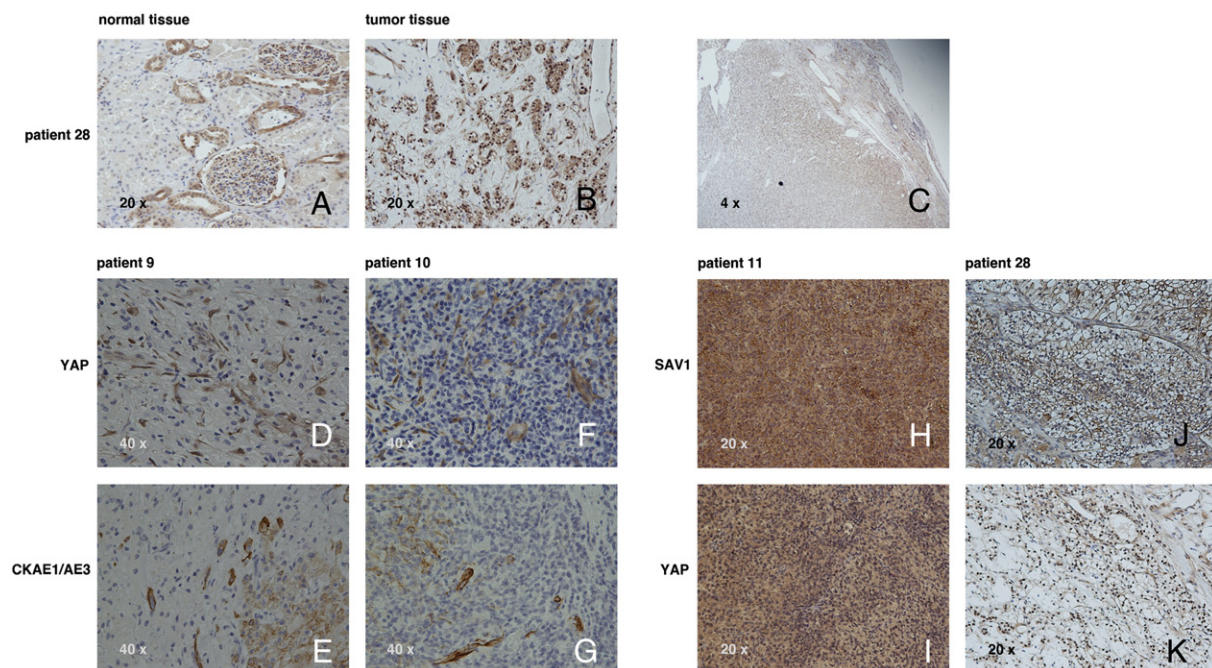 normal tissue
tumor tissue
patient 28
20 x
A
20 x
B
4 x
C
patient 9
patient 10
patient 11
patient 28
YAP
40 x
D
40 x
F
SAV1
20 x
H
20 x
J
CKAE1/AE3
40 x
E
40 x
G
YAP
20 x
I
20 x
K